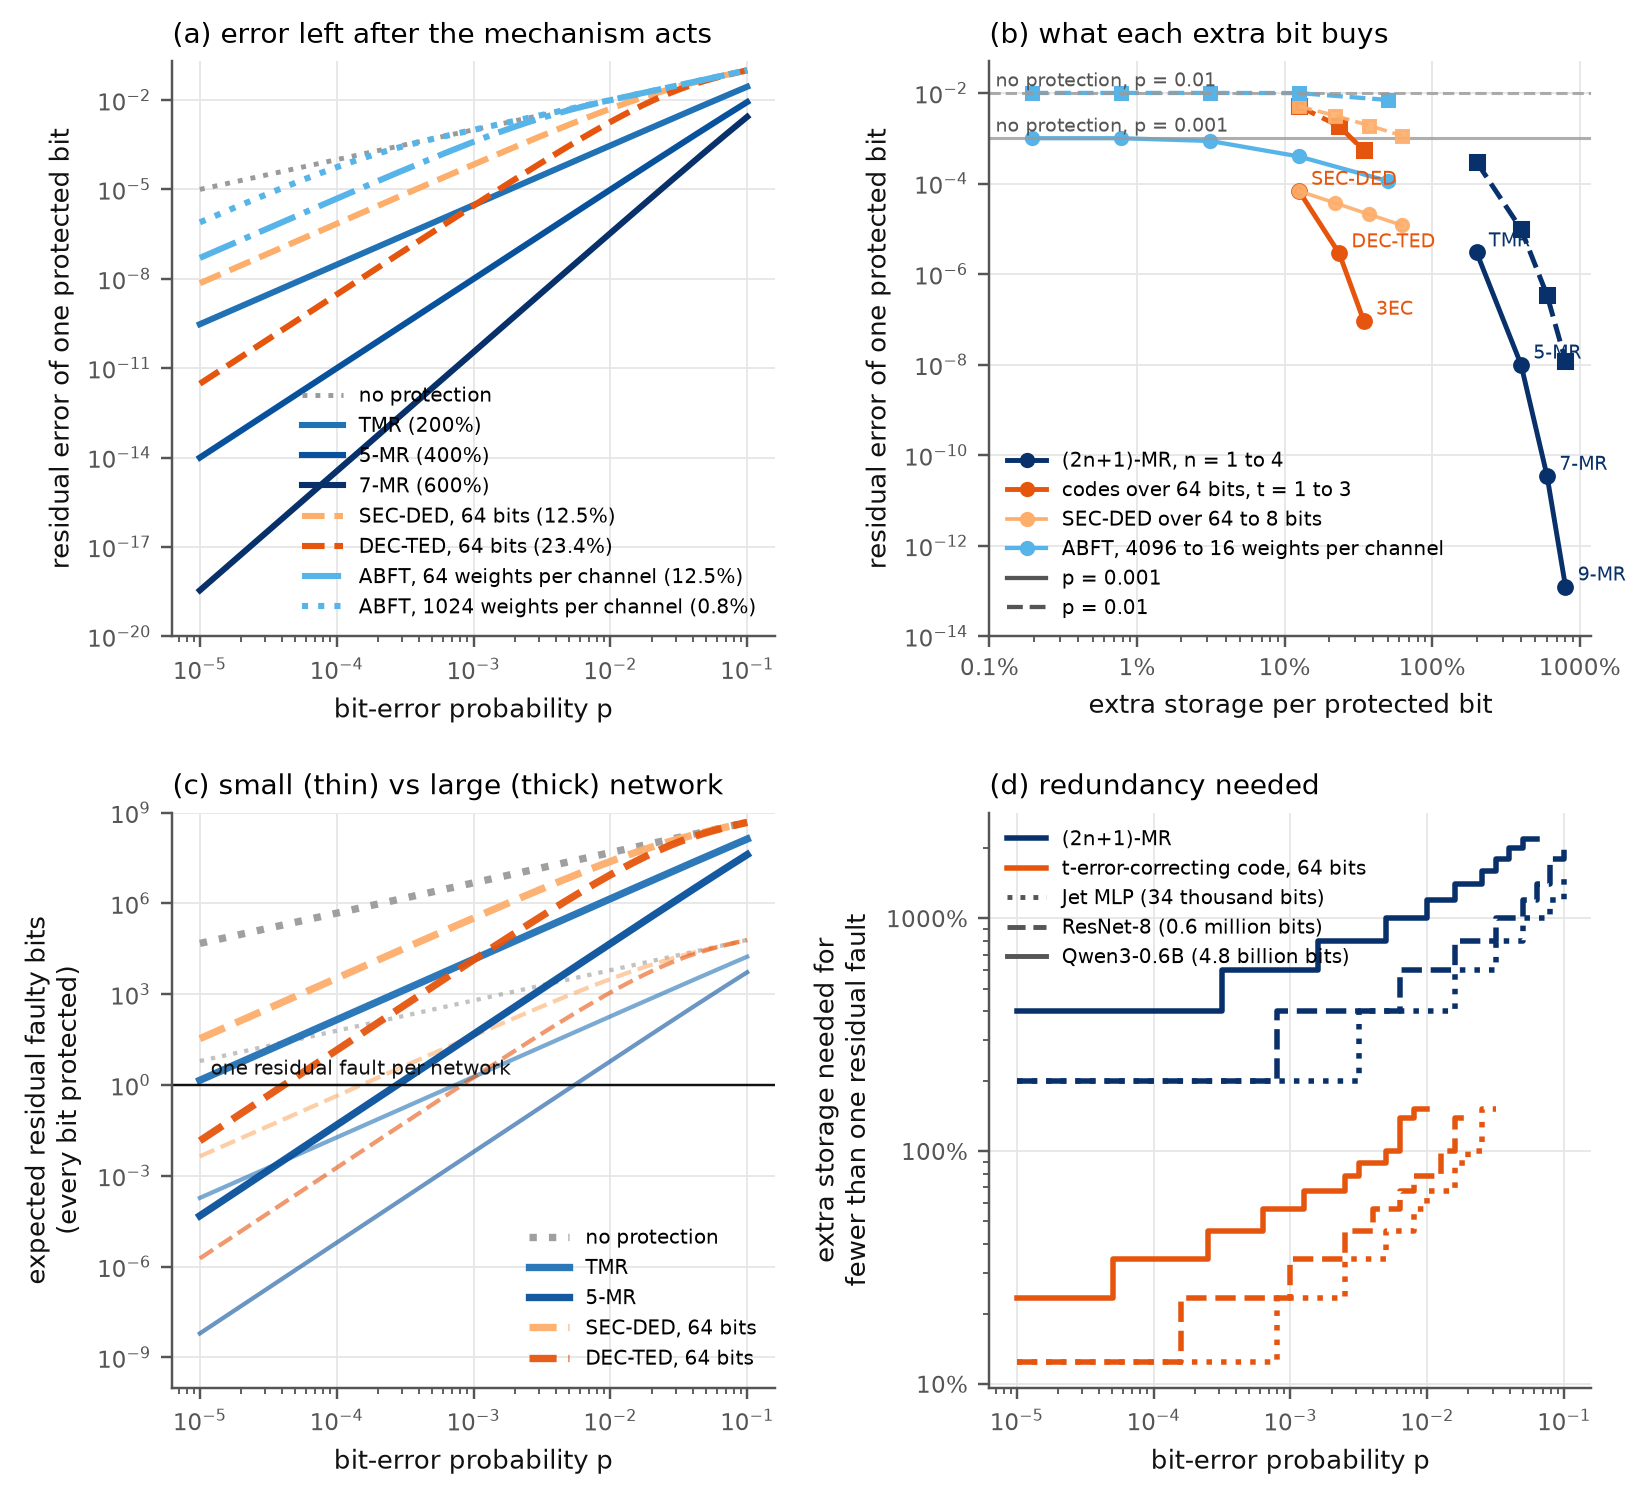 (a) error left after the mechanism acts
residual error of one protected bit
10⁻²
10⁻⁵
10⁻⁸
10⁻¹¹
10⁻¹⁴
10⁻¹⁷
10⁻²⁰
no protection
TMR (200%)
5-MR (400%)
7-MR (600%)
SEC-DED, 64 bits (12.5%)
DEC-TED, 64 bits (23.4%)
ABFT, 64 weights per channel (12.5%)
ABFT, 1024 weights per channel (0.8%)
10⁻⁵ 10⁻⁴ 10⁻³ 10⁻² 10⁻¹
bit-error probability p
(b) what each extra bit buys
residual error of one protected bit
10⁻²
10⁻⁴
10⁻⁶
10⁻⁸
10⁻¹⁰
10⁻¹²
10⁻¹⁴
no protection, p = 0.01
no protection, p = 0.001
SEC-DED
DEC-TED
3EC
TMR
5-MR
7-MR
9-MR
(2n+1)-MR, n = 1 to 4
codes over 64 bits, t = 1 to 3
SEC-DED over 64 to 8 bits
ABFT, 4096 to 16 weights per channel
p = 0.001
p = 0.01
0.1% 1% 10% 100% 1000%
extra storage per protected bit
(c) small (thin) vs large (thick) network
expected residual faulty bits
(every bit protected)
10⁹
10⁶
10³
10⁰
10⁻³
10⁻⁶
10⁻⁹
one residual fault per network
no protection
TMR
5-MR
SEC-DED, 64 bits
DEC-TED, 64 bits
10⁻⁵ 10⁻⁴ 10⁻³ 10⁻² 10⁻¹
bit-error probability p
(d) redundancy needed
extra storage needed for
fewer than one residual fault
1000%
100%
10%
(2n+1)-MR
t-error-correcting code, 64 bits
Jet MLP (34 thousand bits)
ResNet-8 (0.6 million bits)
Qwen3-0.6B (4.8 billion bits)
10⁻⁵ 10⁻⁴ 10⁻³ 10⁻² 10⁻¹
bit-error probability p